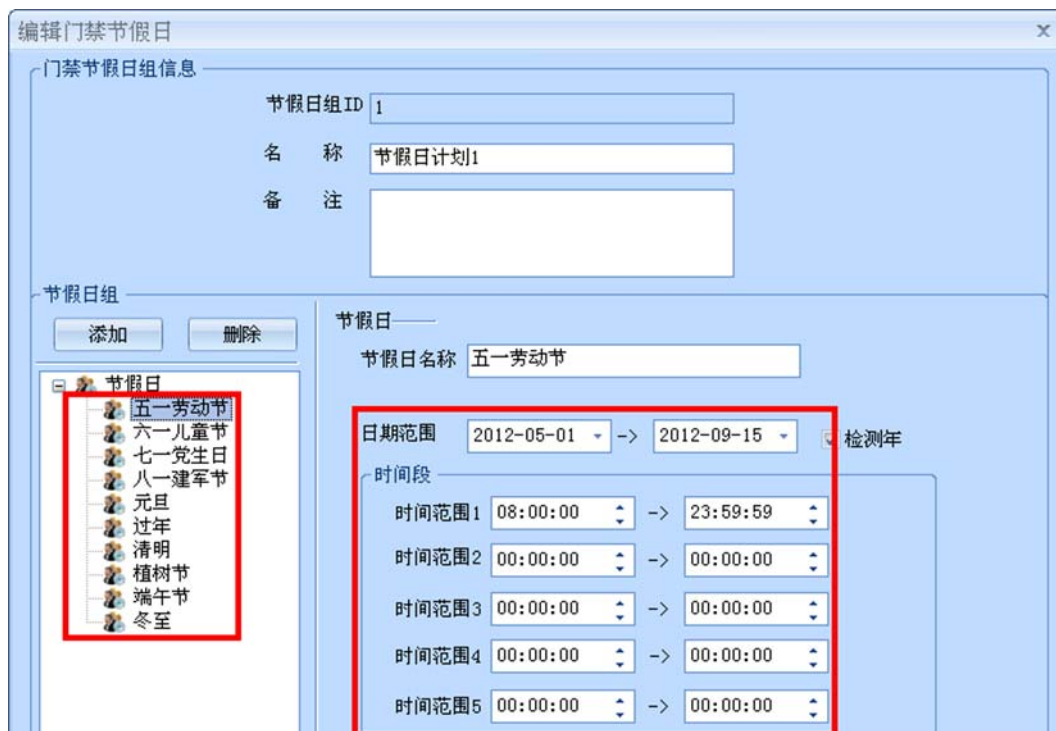 编辑门禁节假日
门禁节假日组信息
节假日组ID 1
名 称 节假日计划1
备 注
节假日组
添加 删除
节假日
五一劳动节
六一儿童节
七一党生日
八一建军节
元旦
过年
清明
植树节
端午节
冬至
节假日
节假日名称 五一劳动节
日期范围 2012-05-01 -> 2012-09-15 检测年
时间段
时间范围1 08:00:00 -> 23:59:59
时间范围2 00:00:00 -> 00:00:00
时间范围3 00:00:00 -> 00:00:00
时间范围4 00:00:00 -> 00:00:00
时间范围5 00:00:00 -> 00:00:00